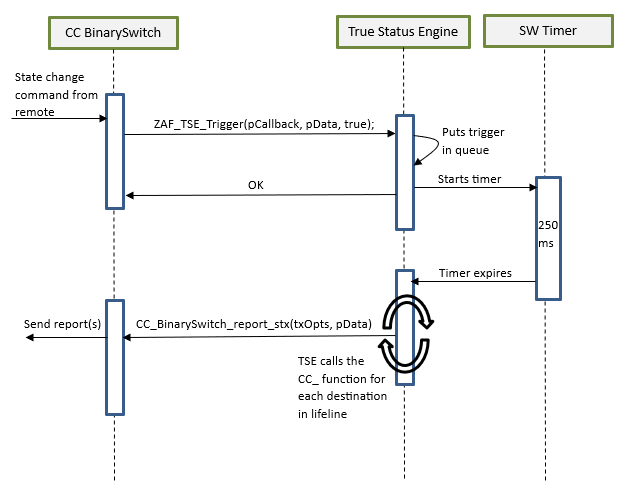 CC BinarySwitch
True Status Engine
SW Timer
State change
command from
remote
ZAF_TSE_Trigger(pCallback, pData, true);
Puts trigger
in queue
OK
Starts timer
250
ms
Timer expires
Send report(s)
CC_BinarySwitch_report_stx(txOpts, pData)
TSE calls the
CC_ function for
each destination
in lifeline